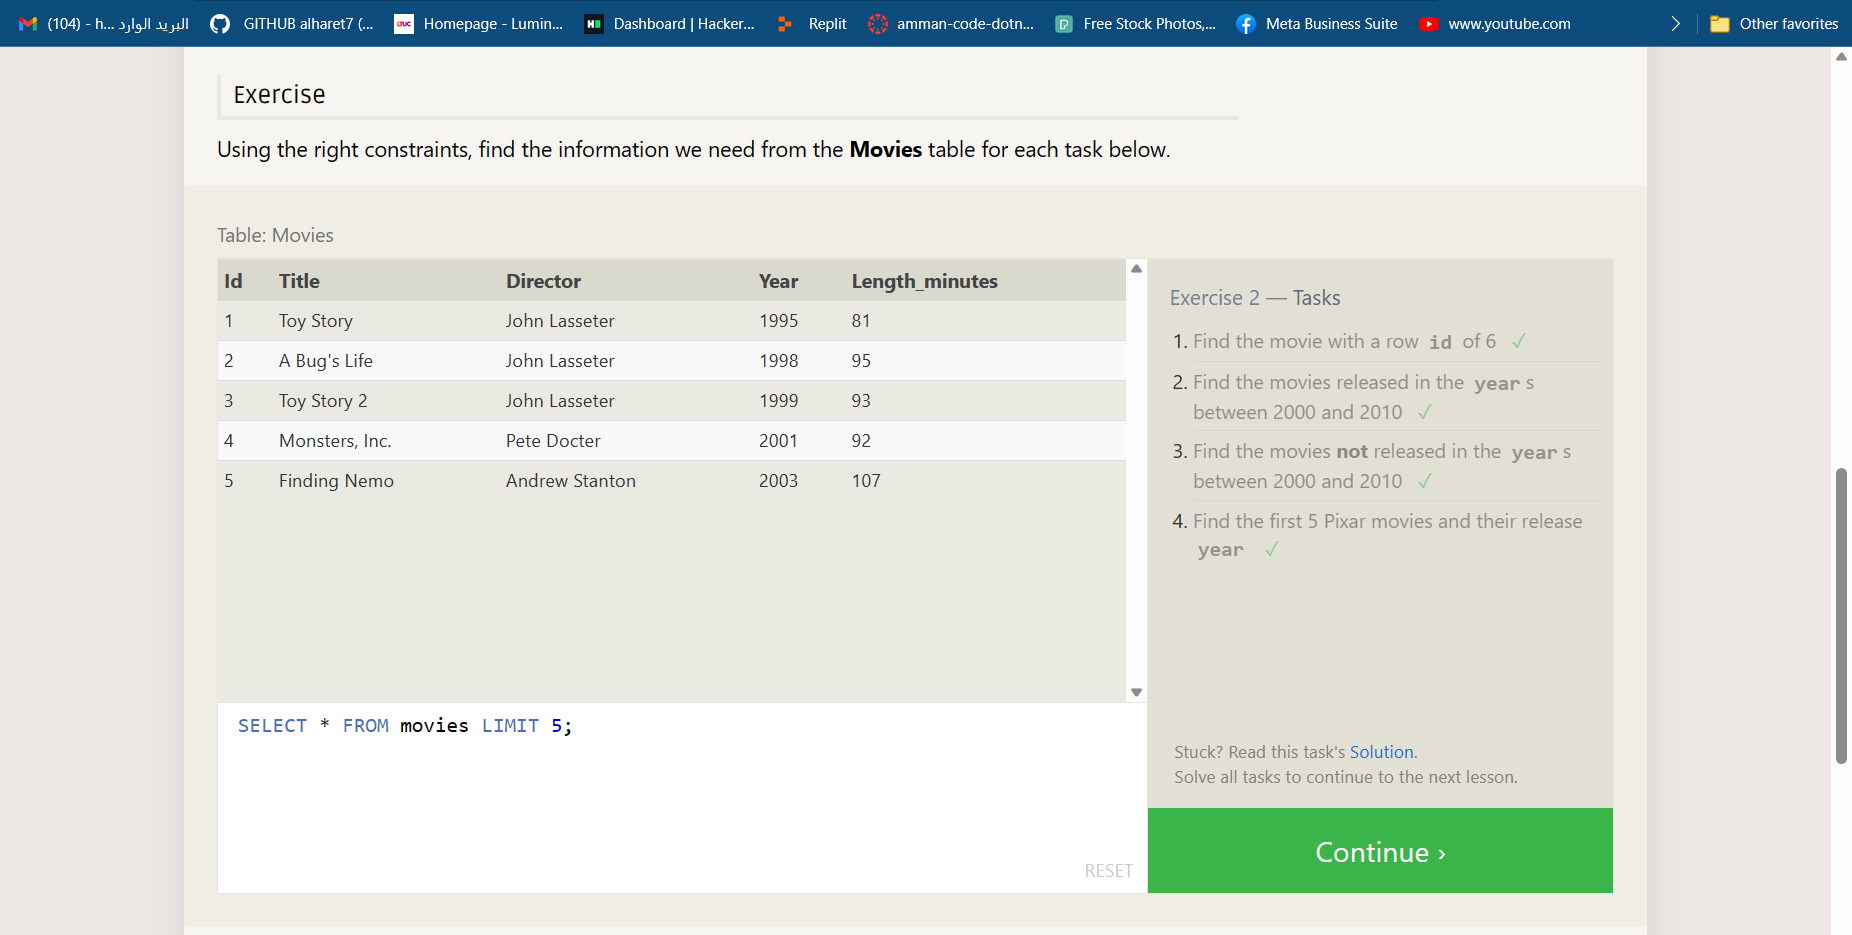 البريد الوارد (104) - h...
GITHUB alharet7 (...
LTUC
Homepage - Lumin...
H
Dashboard | Hacker...
Replit
amman-code-dotn...
Free Stock Photos,...
Meta Business Suite
www.youtube.com
Other favorites
Exercise
Using the right constraints, find the information we need from the Movies table for each task below.
Table: Movies
Id Title Director Year Length_minutes
1 Toy Story John Lasseter 1995 81
2 A Bug's Life John Lasseter 1998 95
3 Toy Story 2 John Lasseter 1999 93
4 Monsters, Inc. Pete Docter 2001 92
5 Finding Nemo Andrew Stanton 2003 107
SELECT * FROM movies LIMIT 5;
RESET
Exercise 2 — Tasks
1. Find the movie with a row id of 6 ✓
2. Find the movies released in the years
between 2000 and 2010 ✓
3. Find the movies not released in the years
between 2000 and 2010 ✓
4. Find the first 5 Pixar movies and their release
year ✓
Stuck? Read this task's Solution.
Solve all tasks to continue to the next lesson.
Continue ›